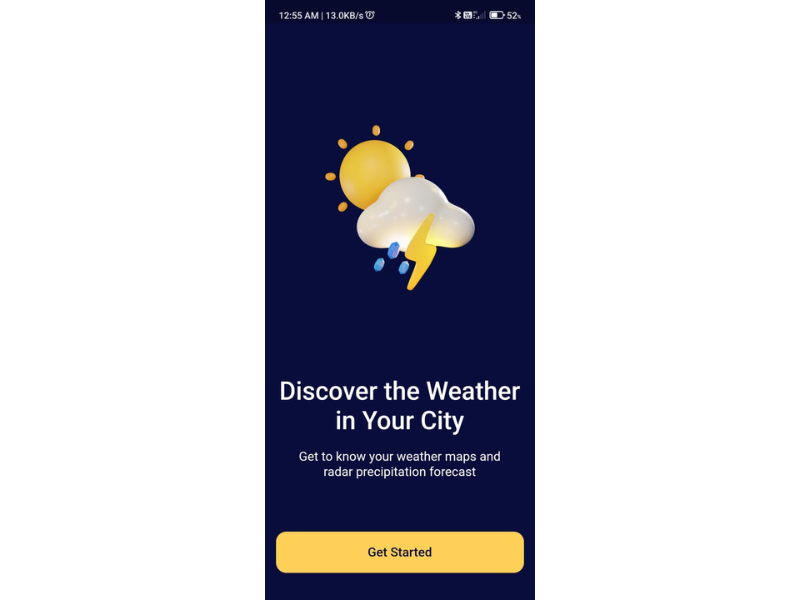 12:55 AM | 13.0KB/s
52%
Discover the Weather
in Your City
Get to know your weather maps and
radar precipitation forecast
Get Started